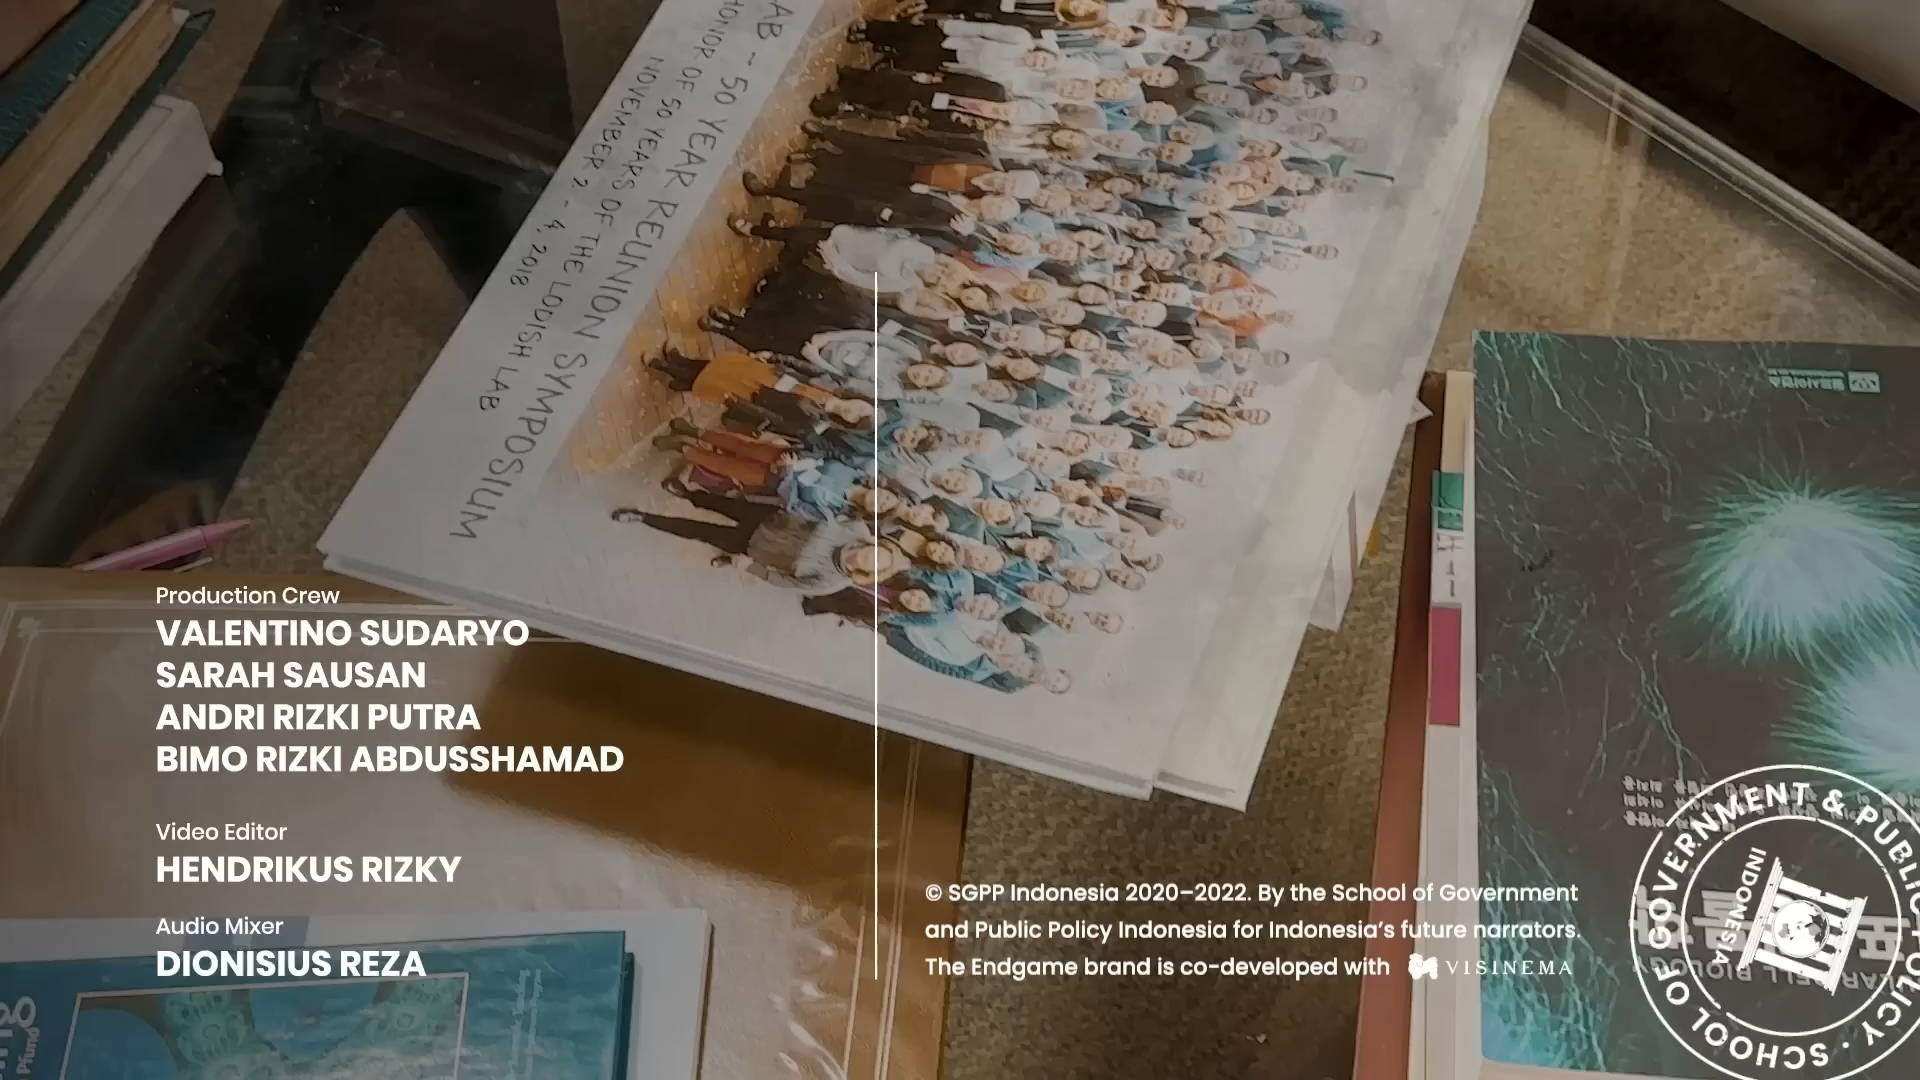 LAB - 50 YEAR REUNION SYMPOSIUM
HONOR OF 50 YEARS OF THE LODISH LAB
NOVEMBER 2 - 4, 2018
Production Crew
VALENTINO SUDARYO
SARAH SAUSAN
ANDRI RIZKI PUTRA
BIMO RIZKI ABDUSSHAMAD
Video Editor
HENDRIKUS RIZKY
Audio Mixer
DIONISIUS REZA
© SGPP Indonesia 2020–2022. By the School of Government
and Public Policy Indonesia for Indonesia's future narrators.
The Endgame brand is co-developed with VISINEMA
SCHOOL OF GOVERNMENT & PUBLIC POLICY ·
INDONESIA
Pfund
CELL BIOLOGY